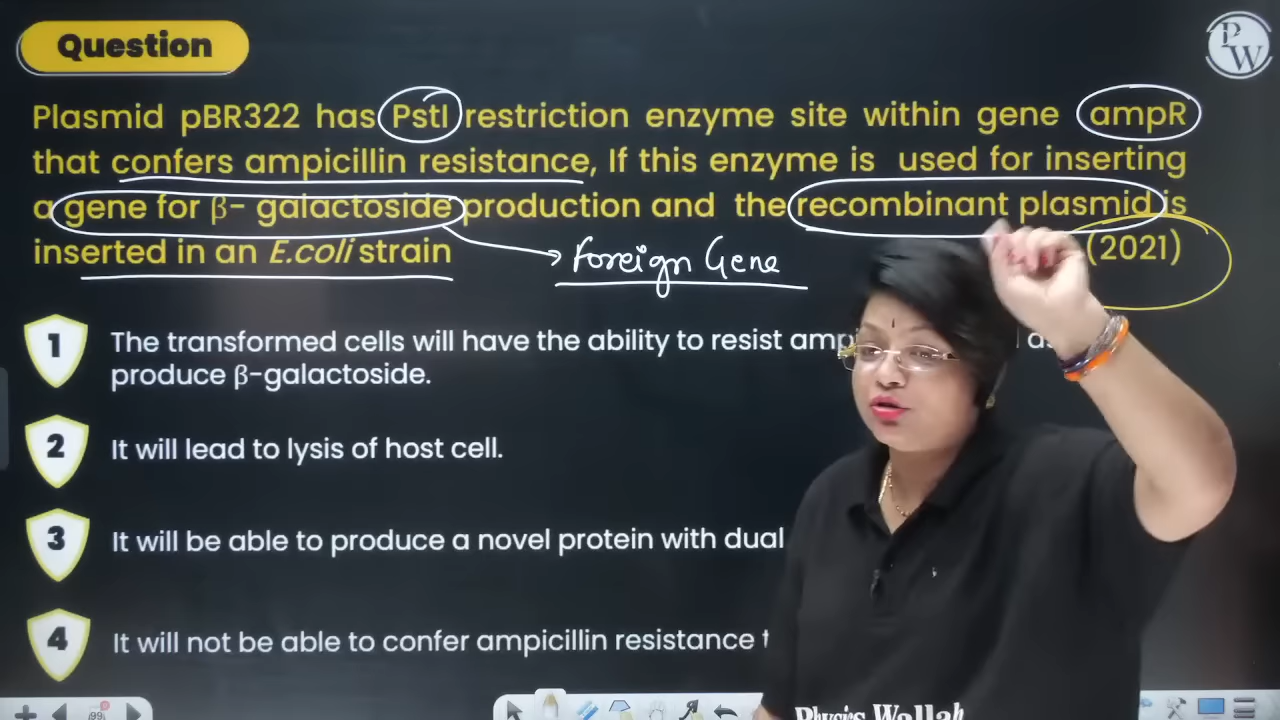 Question
PW
Plasmid pBR322 has PstI restriction enzyme site within gene ampR
that confers ampicillin resistance, If this enzyme is used for inserting
a gene for β- galactoside production and the recombinant plasmid is
inserted in an E.coli strain
(2021)
Foreign Gene
1
The transformed cells will have the ability to resist
produce β-galactoside.
2
It will lead to lysis of host cell.
3
It will be able to produce a novel protein with dual
4
It will not be able to confer ampicillin resistance
99
Physics Wallah